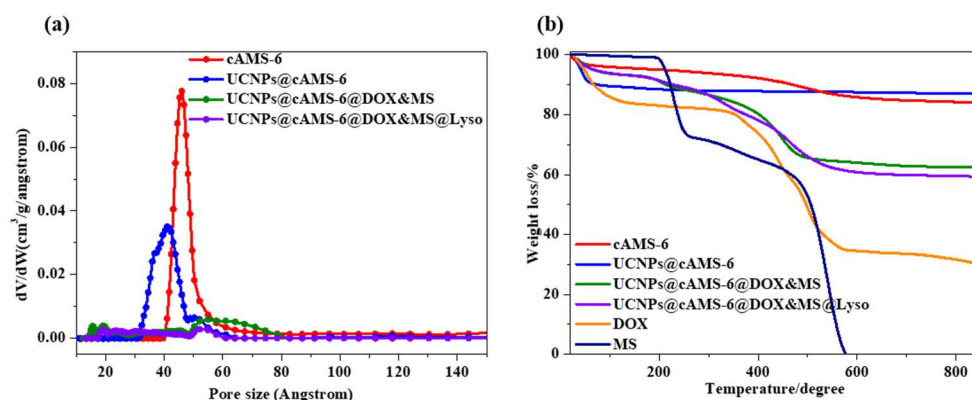 (a)
cAMS-6
UCNPs@cAMS-6
UCNPs@cAMS-6@DOX&MS
UCNPs@cAMS-6@DOX&MS@Lyso
dV/dW(cm³/g/angstrom)
0.08
0.06
0.04
0.02
0.00
20 40 60 80 100 120 140
Pore size (Angstrom)
(b)
Weight loss/%
100
80
60
40
20
0
cAMS-6
UCNPs@cAMS-6
UCNPs@cAMS-6@DOX&MS
UCNPs@cAMS-6@DOX&MS@Lyso
DOX
MS
200 400 600 800
Temperature/degree